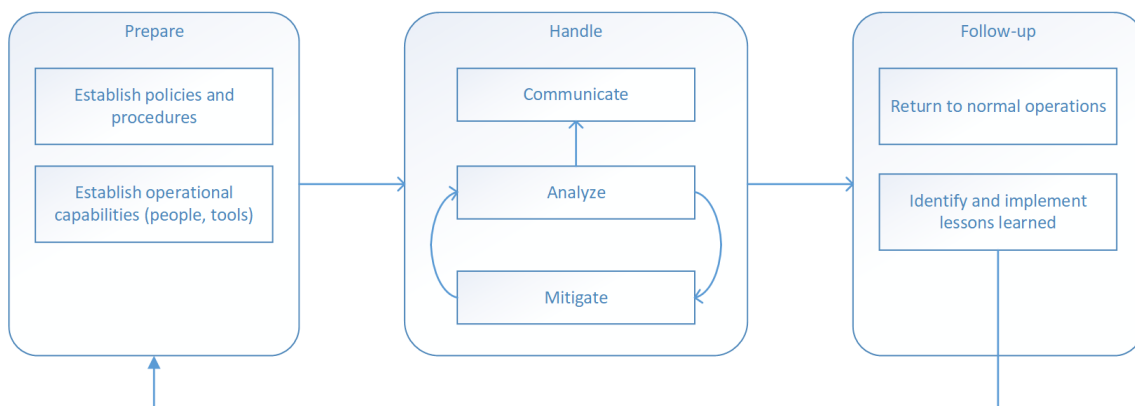 Prepare
Establish policies and
procedures
Establish operational
capabilities (people, tools)
Handle
Communicate
Analyze
Mitigate
Follow-up
Return to normal operations
Identify and implement
lessons learned